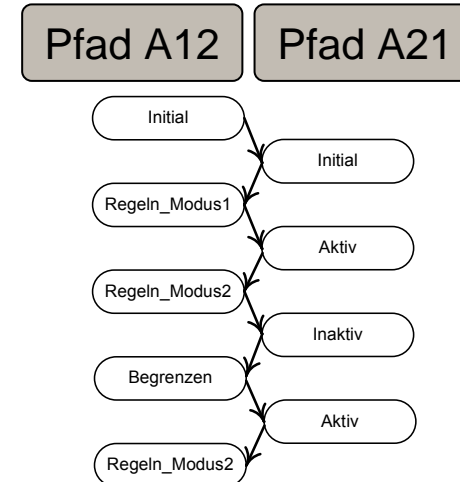 Pfad A12
Pfad A21
Initial
Initial
Regeln_Modus1
Aktiv
Regeln_Modus2
Inaktiv
Begrenzen
Aktiv
Regeln_Modus2